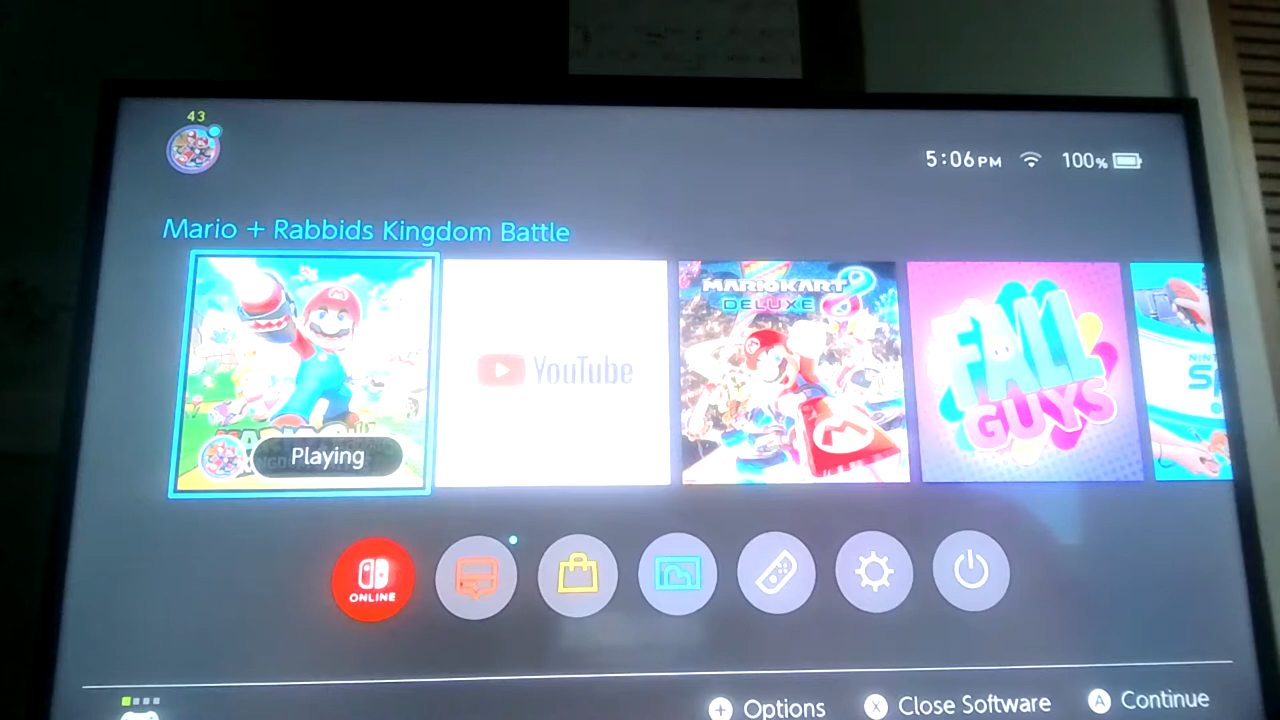 43
5:06PM 100%
Mario + Rabbids Kingdom Battle
YouTube
MARIOKART 8
DELUXE
FALL
GUYS
Playing
ONLINE
Options Close Software Continue